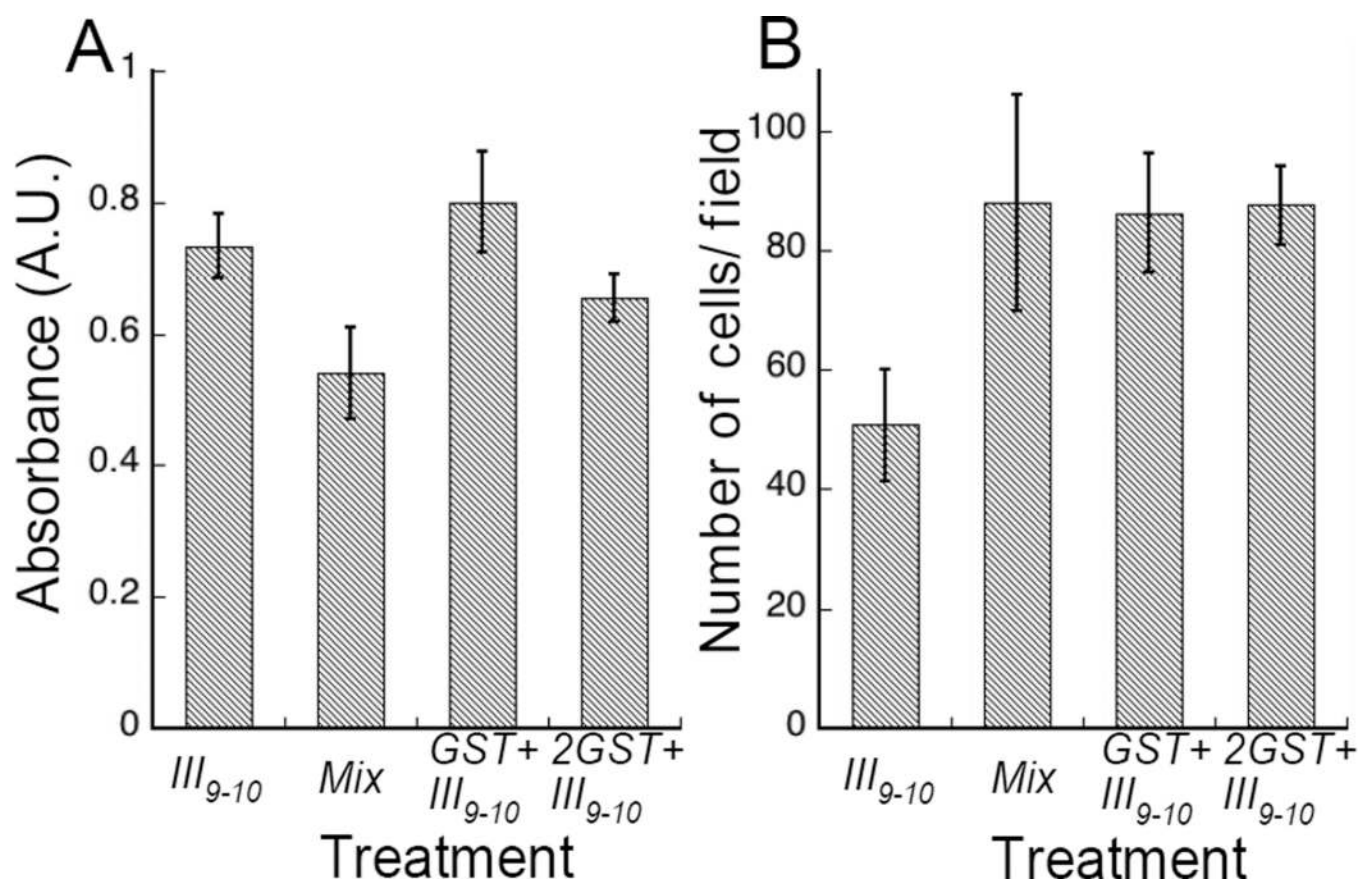 A
Absorbance (A.U.)
1
0.8
0.6
0.4
0.2
0
III9-10
Mix
GST+
III9-10
2GST+
III9-10
Treatment
B
Number of cells/ field
100
80
60
40
20
0
III9-10
Mix
GST+
III9-10
2GST+
III9-10
Treatment